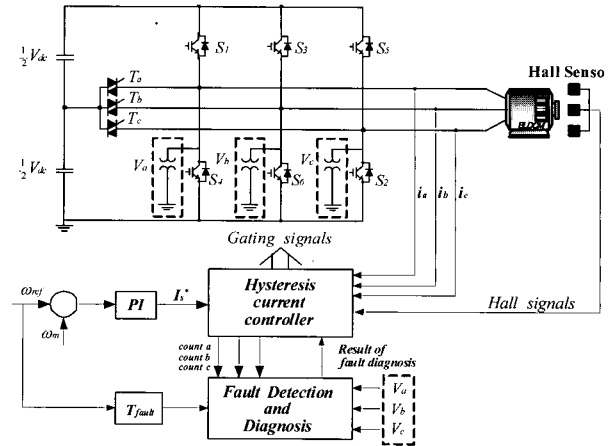 ½ Vdc
S1
S3
S5
Ta
Tb
Tc
Hall Senso
BLDCM
½ Vdc
Va
Vb
Vc
S4
S6
S2
ia
ib
ic
Gating signals
ωref
PI
Is*
Hysteresis
current
controller
Hall signals
ωm
count a
count b
count c
Result of
fault diagnosis
Tfault
Fault Detection
and
Diagnosis
Va
Vb
Vc